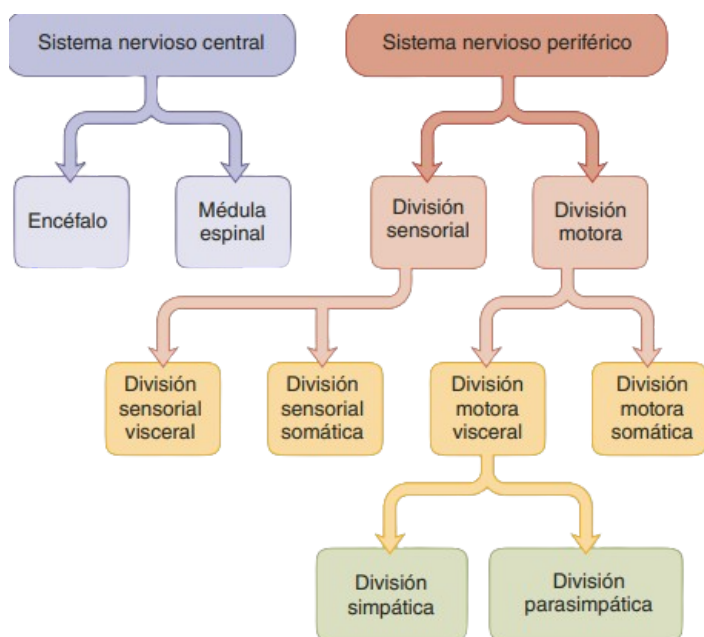 Sistema nervioso central
Sistema nervioso periférico
Encéfalo
Médula
espinal
División
sensorial
División
motora
División
sensorial
visceral
División
sensorial
somática
División
motora
visceral
División
motora
somática
División
simpática
División
parasimpática